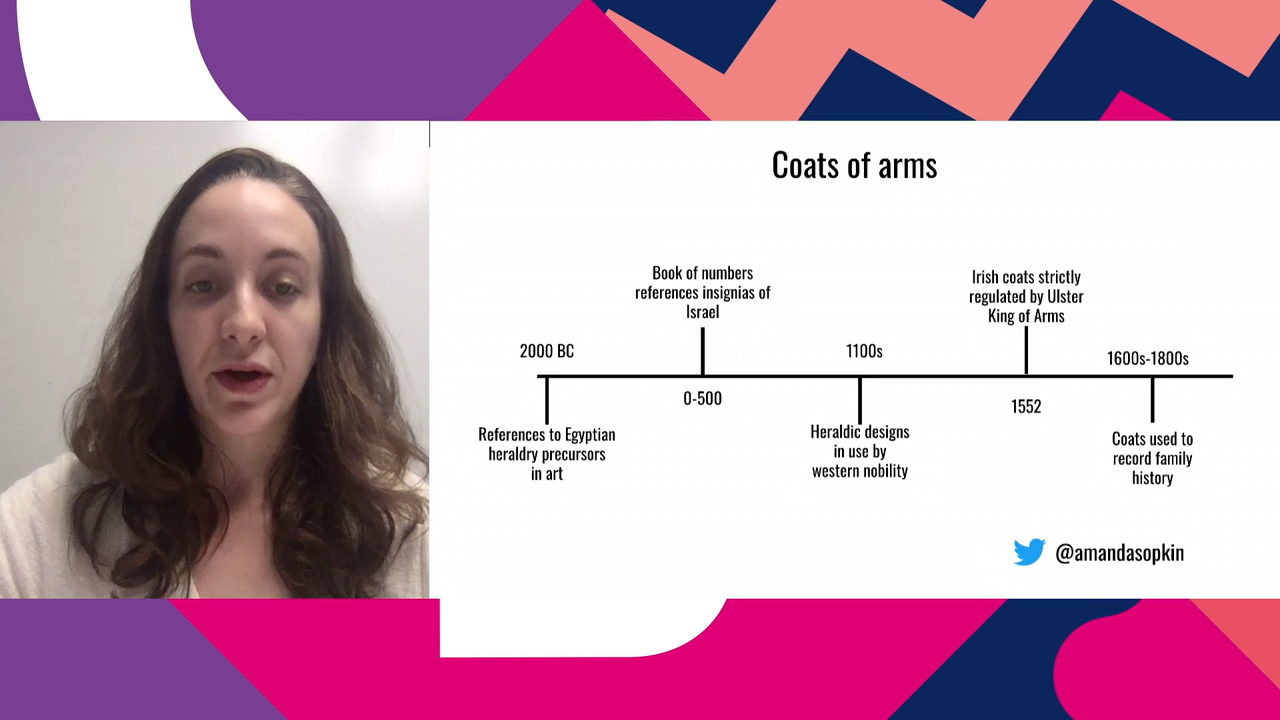 Coats of arms
Book of numbers
references insignias of
Israel
Irish coats strictly
regulated by Ulster
King of Arms
2000 BC
1100s
1600s-1800s
0-500
1552
References to Egyptian
heraldry precursors
in art
Heraldic designs
in use by
western nobility
Coats used to
record family
history
@amandasopkin